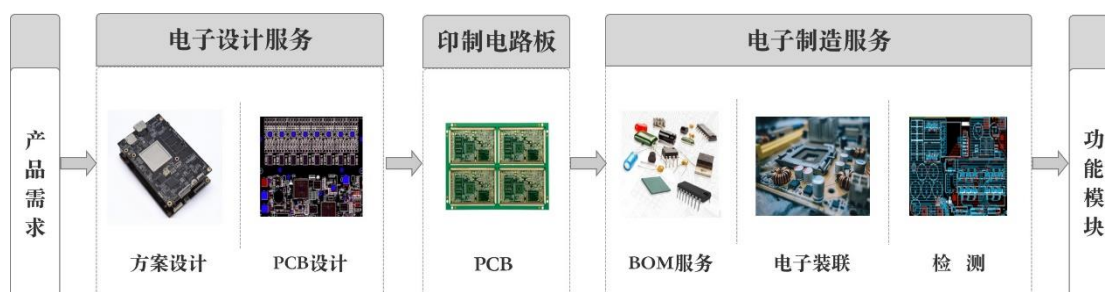 电子设计服务
印制电路板
电子制造服务
产品需求
方案设计
PCB设计
PCB
BOM服务
电子装联
检 测
功能模块